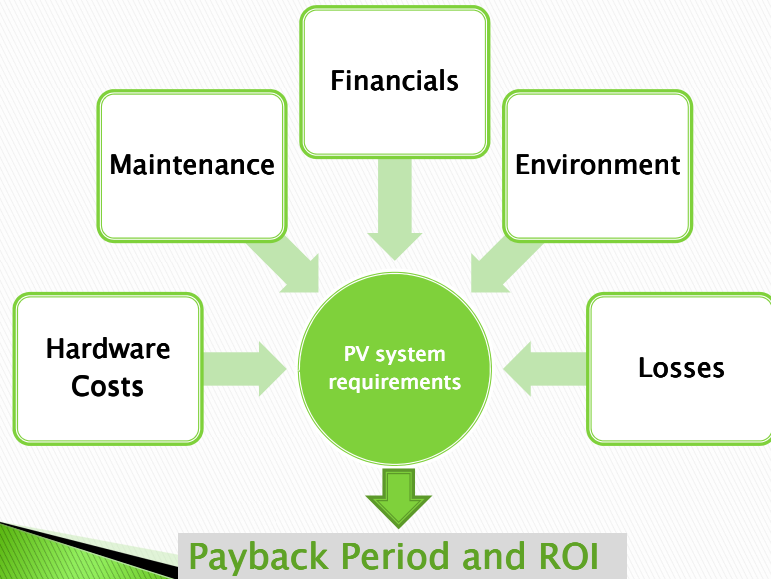 Financials
Maintenance
Environment
Hardware
Costs
PV system
requirements
Losses
Payback Period and ROI